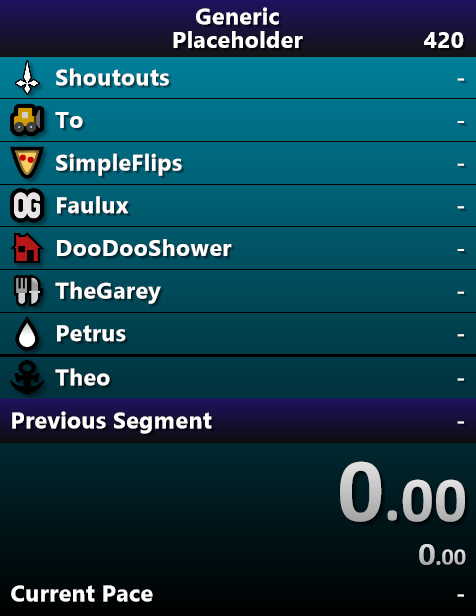 Generic
Placeholder 420
Shoutouts -
To -
SimpleFlips -
OG Faulux -
DooDooShower -
TheGarey -
Petrus -
Theo -
Previous Segment -
0.00
0.00
Current Pace -